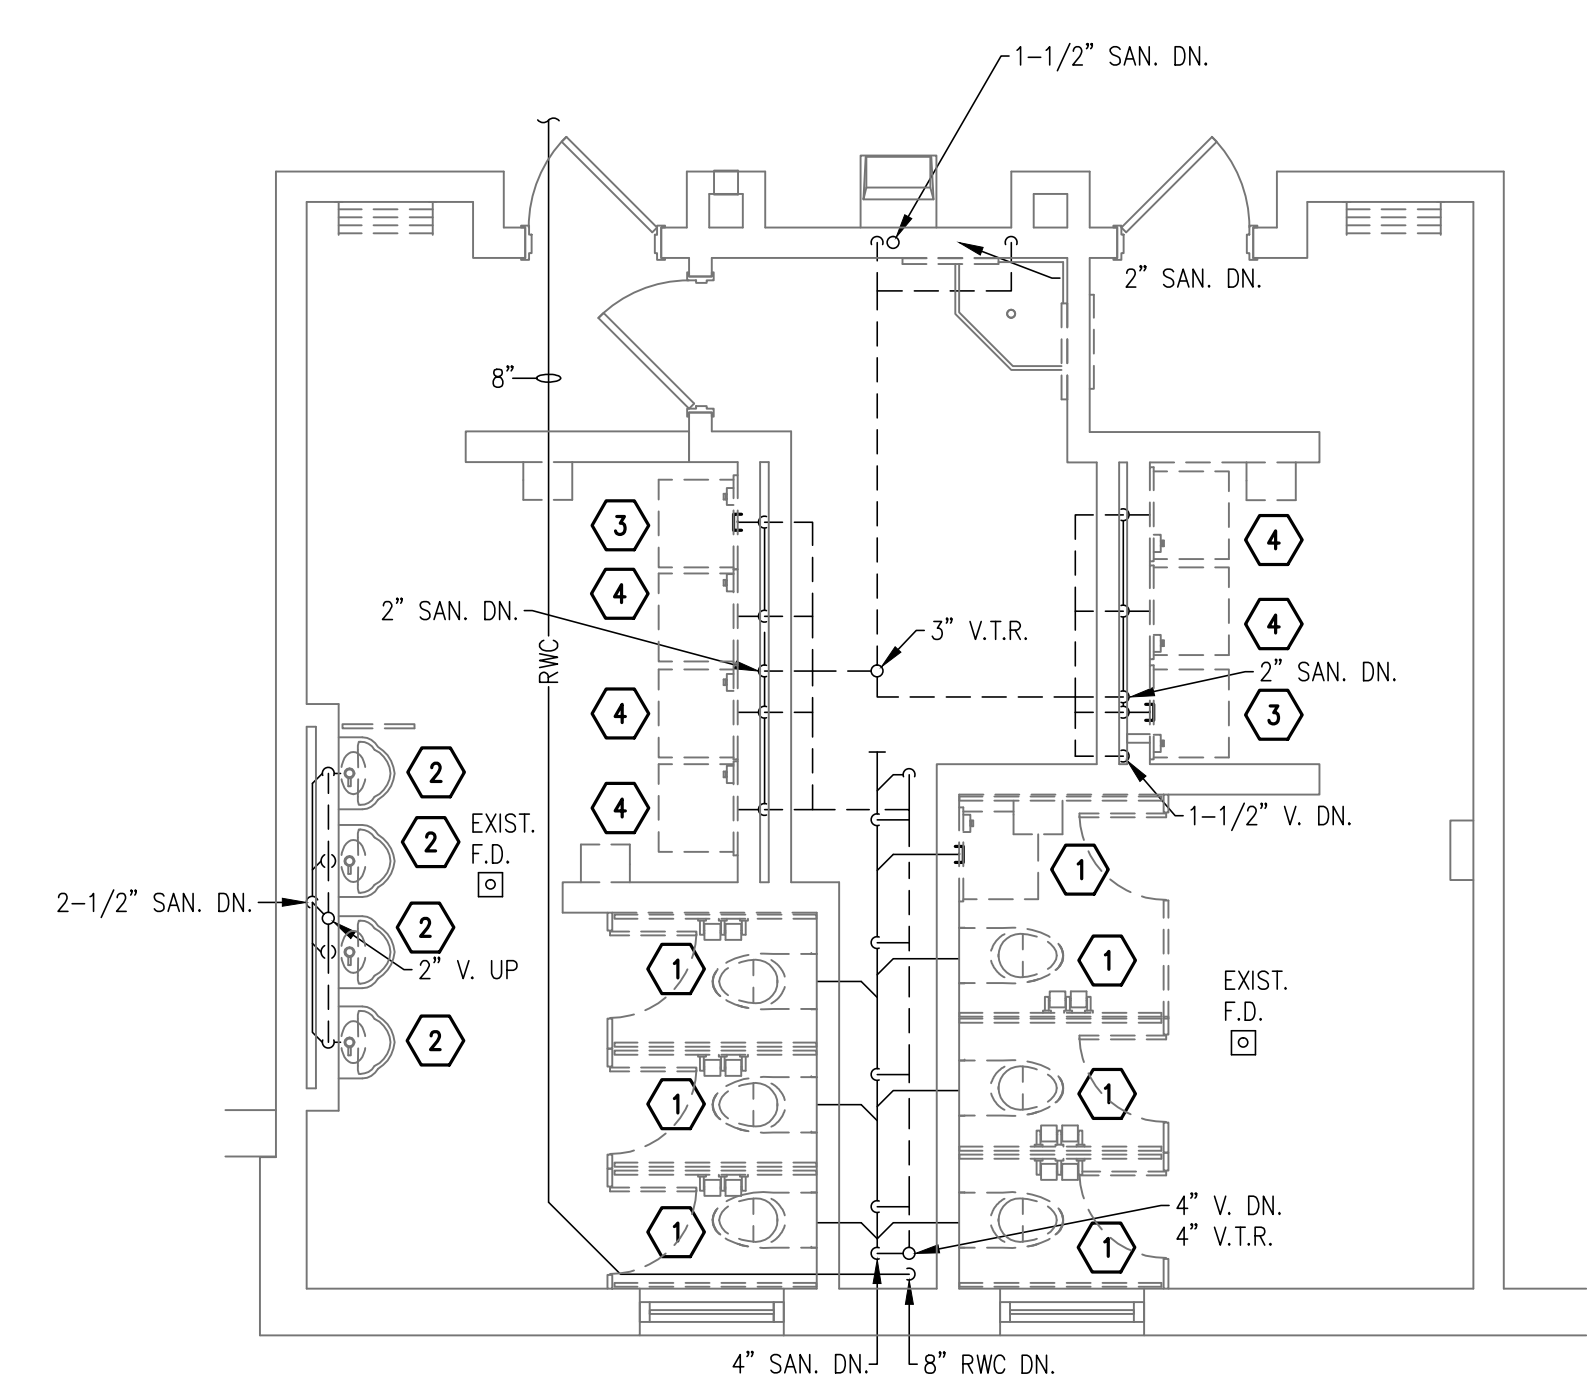 1-1/2" SAN. DN.
2" SAN. DN.
8"
3
4
4
4
2" SAN. DN.
3" V.T.R.
RWC
4
4
3
2" SAN. DN.
1-1/2" V. DN.
2
2
2
2
EXIST.
F.D.
2-1/2" SAN. DN.
2" V. UP
1
1
1
1
1
1
1
EXIST.
F.D.
4" V. DN.
4" V.T.R.
4" SAN. DN.
8" RWC DN.